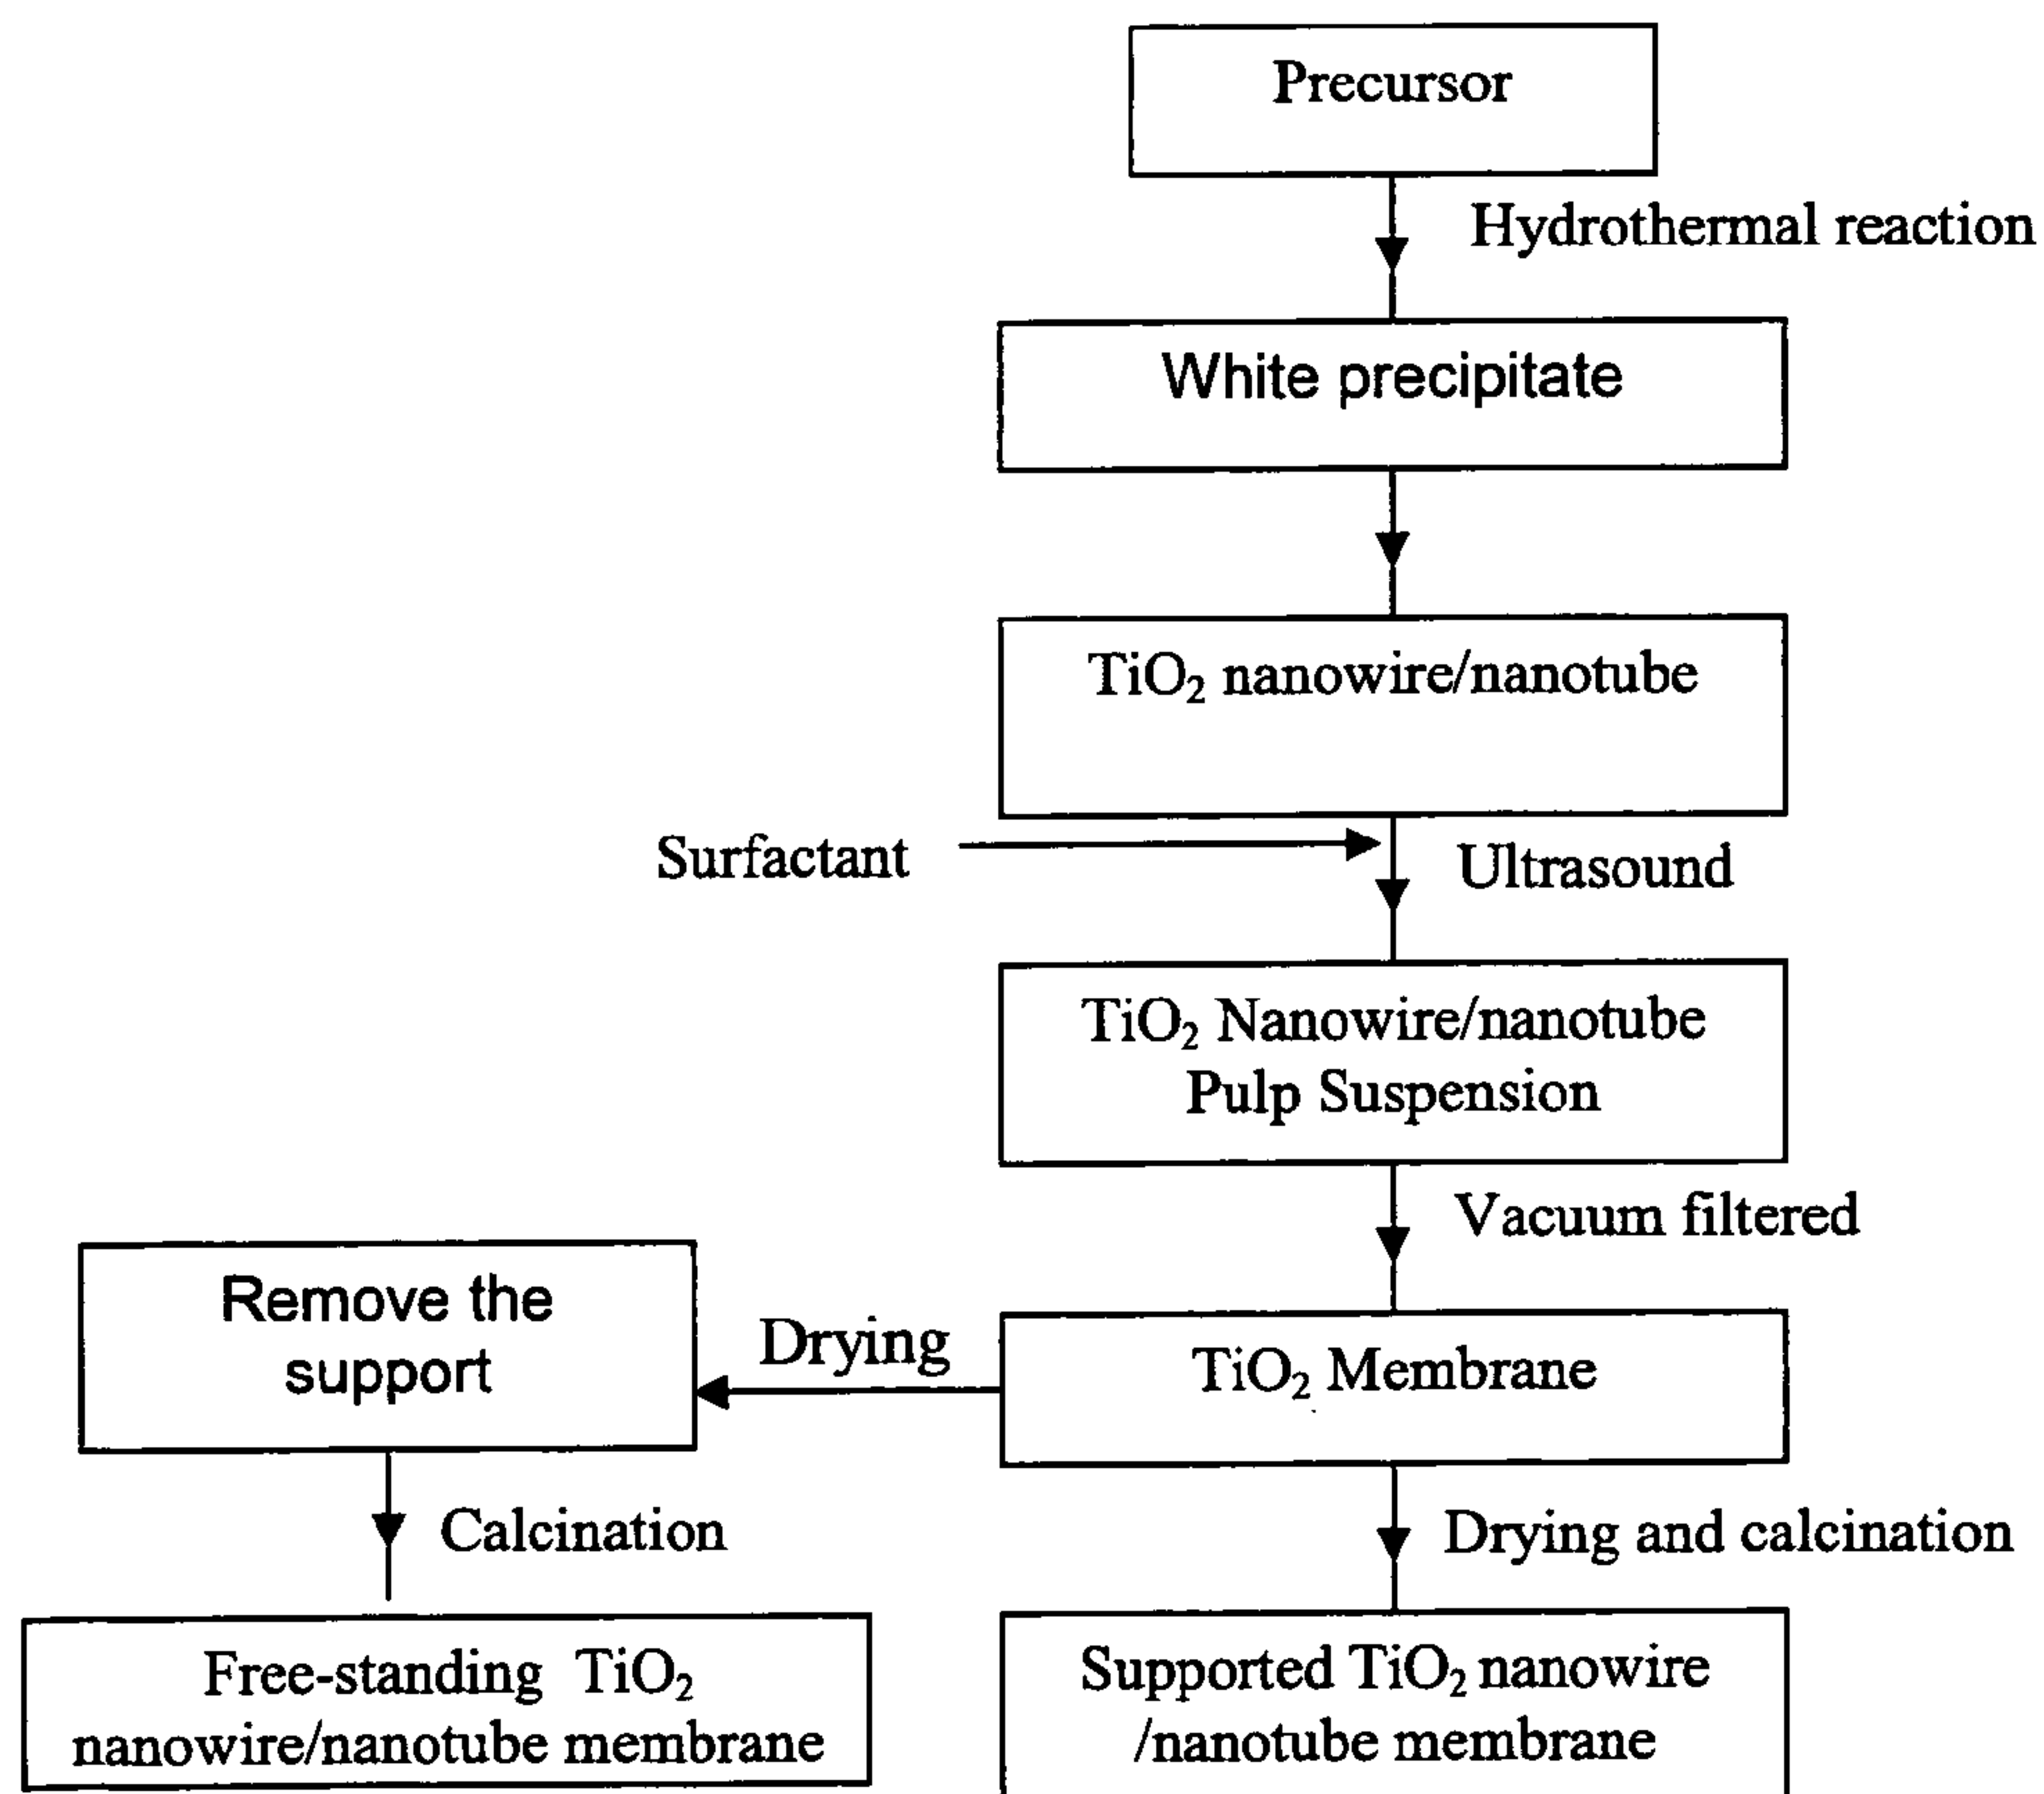 Precursor
Hydrothermal reaction
White precipitate
TiO₂ nanowire/nanotube
Surfactant
Ultrasound
TiO₂ Nanowire/nanotube
Pulp Suspension
Vacuum filtered
Remove the
support
Drying
TiO₂ Membrane
Calcination
Drying and calcination
Free-standing TiO₂
nanowire/nanotube membrane
Supported TiO₂ nanowire
/nanotube membrane